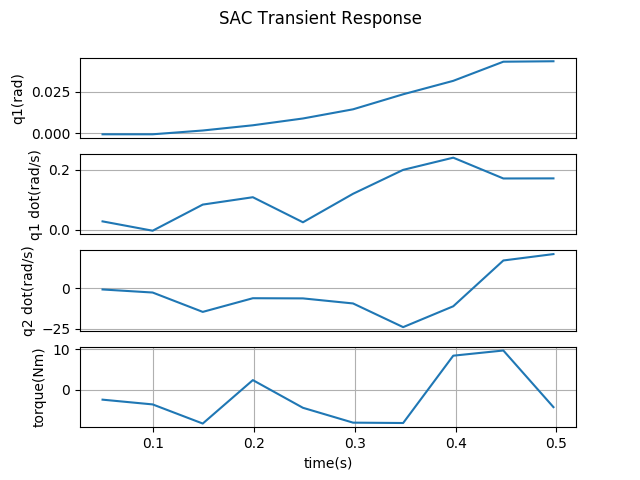 SAC Transient Response
q1(rad)
0.025
0.000
q1 dot(rad/s)
0.2
0.0
q2 dot(rad/s)
0
−25
torque(Nm)
10
0
0.1 0.2 0.3 0.4 0.5
time(s)